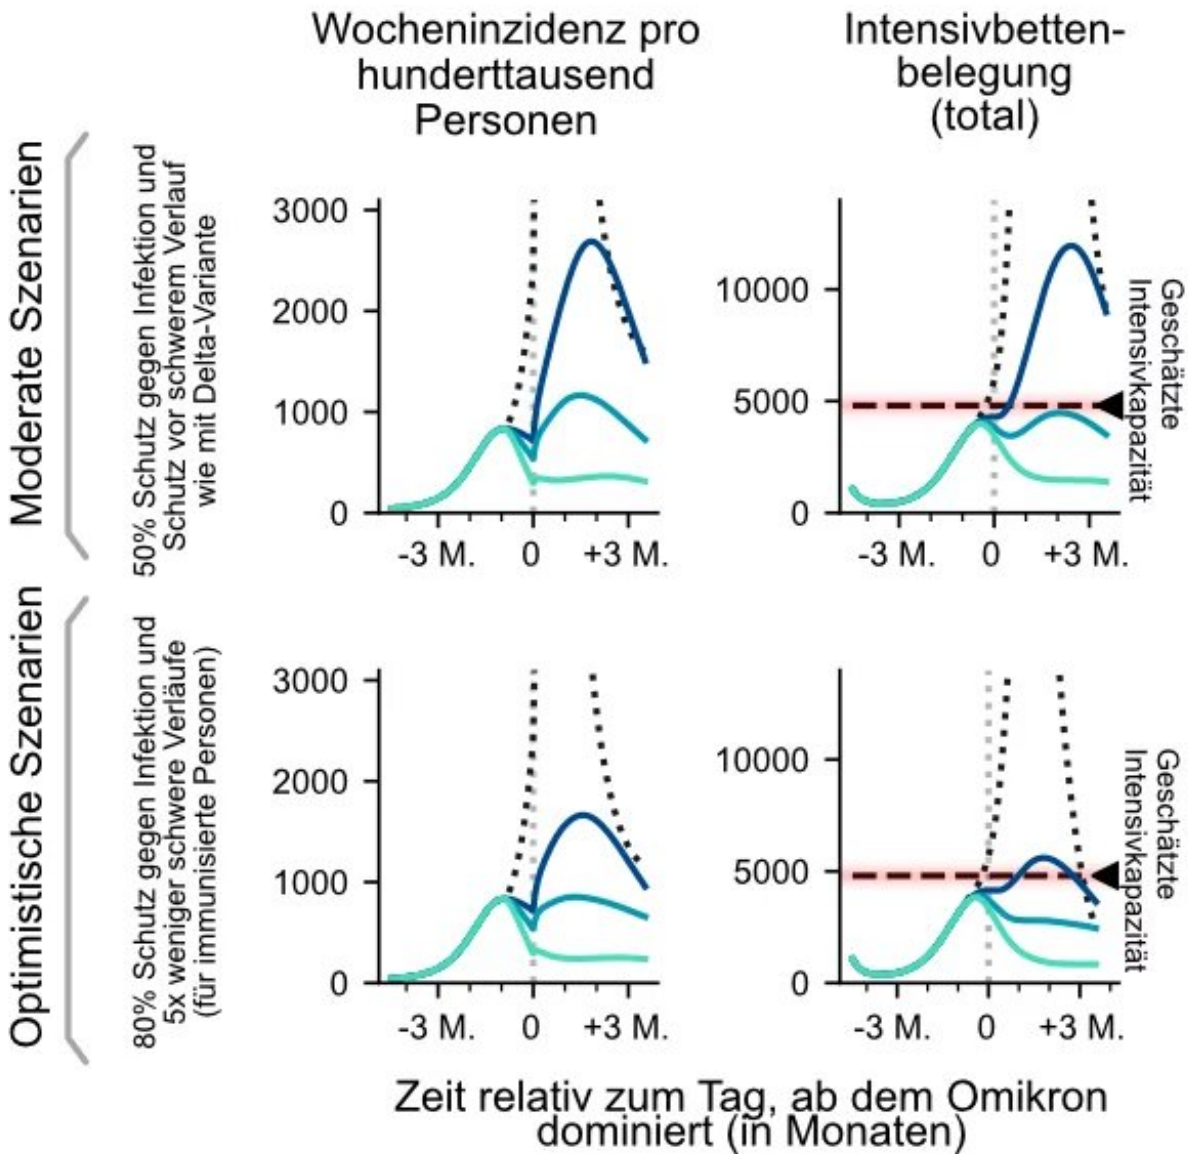 Wocheninzidenz pro
hunderttausend
Personen
Intensivbetten-
belegung
(total)
Moderate Szenarien
50% Schutz gegen Infektion und
Schutz vor schwerem Verlauf
wie mit Delta-Variante
3000
2000
1000
0
-3 M.
0
+3 M.
10000
5000
0
-3 M.
0
+3 M.
Geschätzte
Intensivkapazität
Optimistische Szenarien
80% Schutz gegen Infektion und
5x weniger schwere Verläufe
(für immunisierte Personen)
3000
2000
1000
0
-3 M.
0
+3 M.
10000
5000
0
-3 M.
0
+3 M.
Geschätzte
Intensivkapazität
Zeit relativ zum Tag, ab dem Omikron
dominiert (in Monaten)